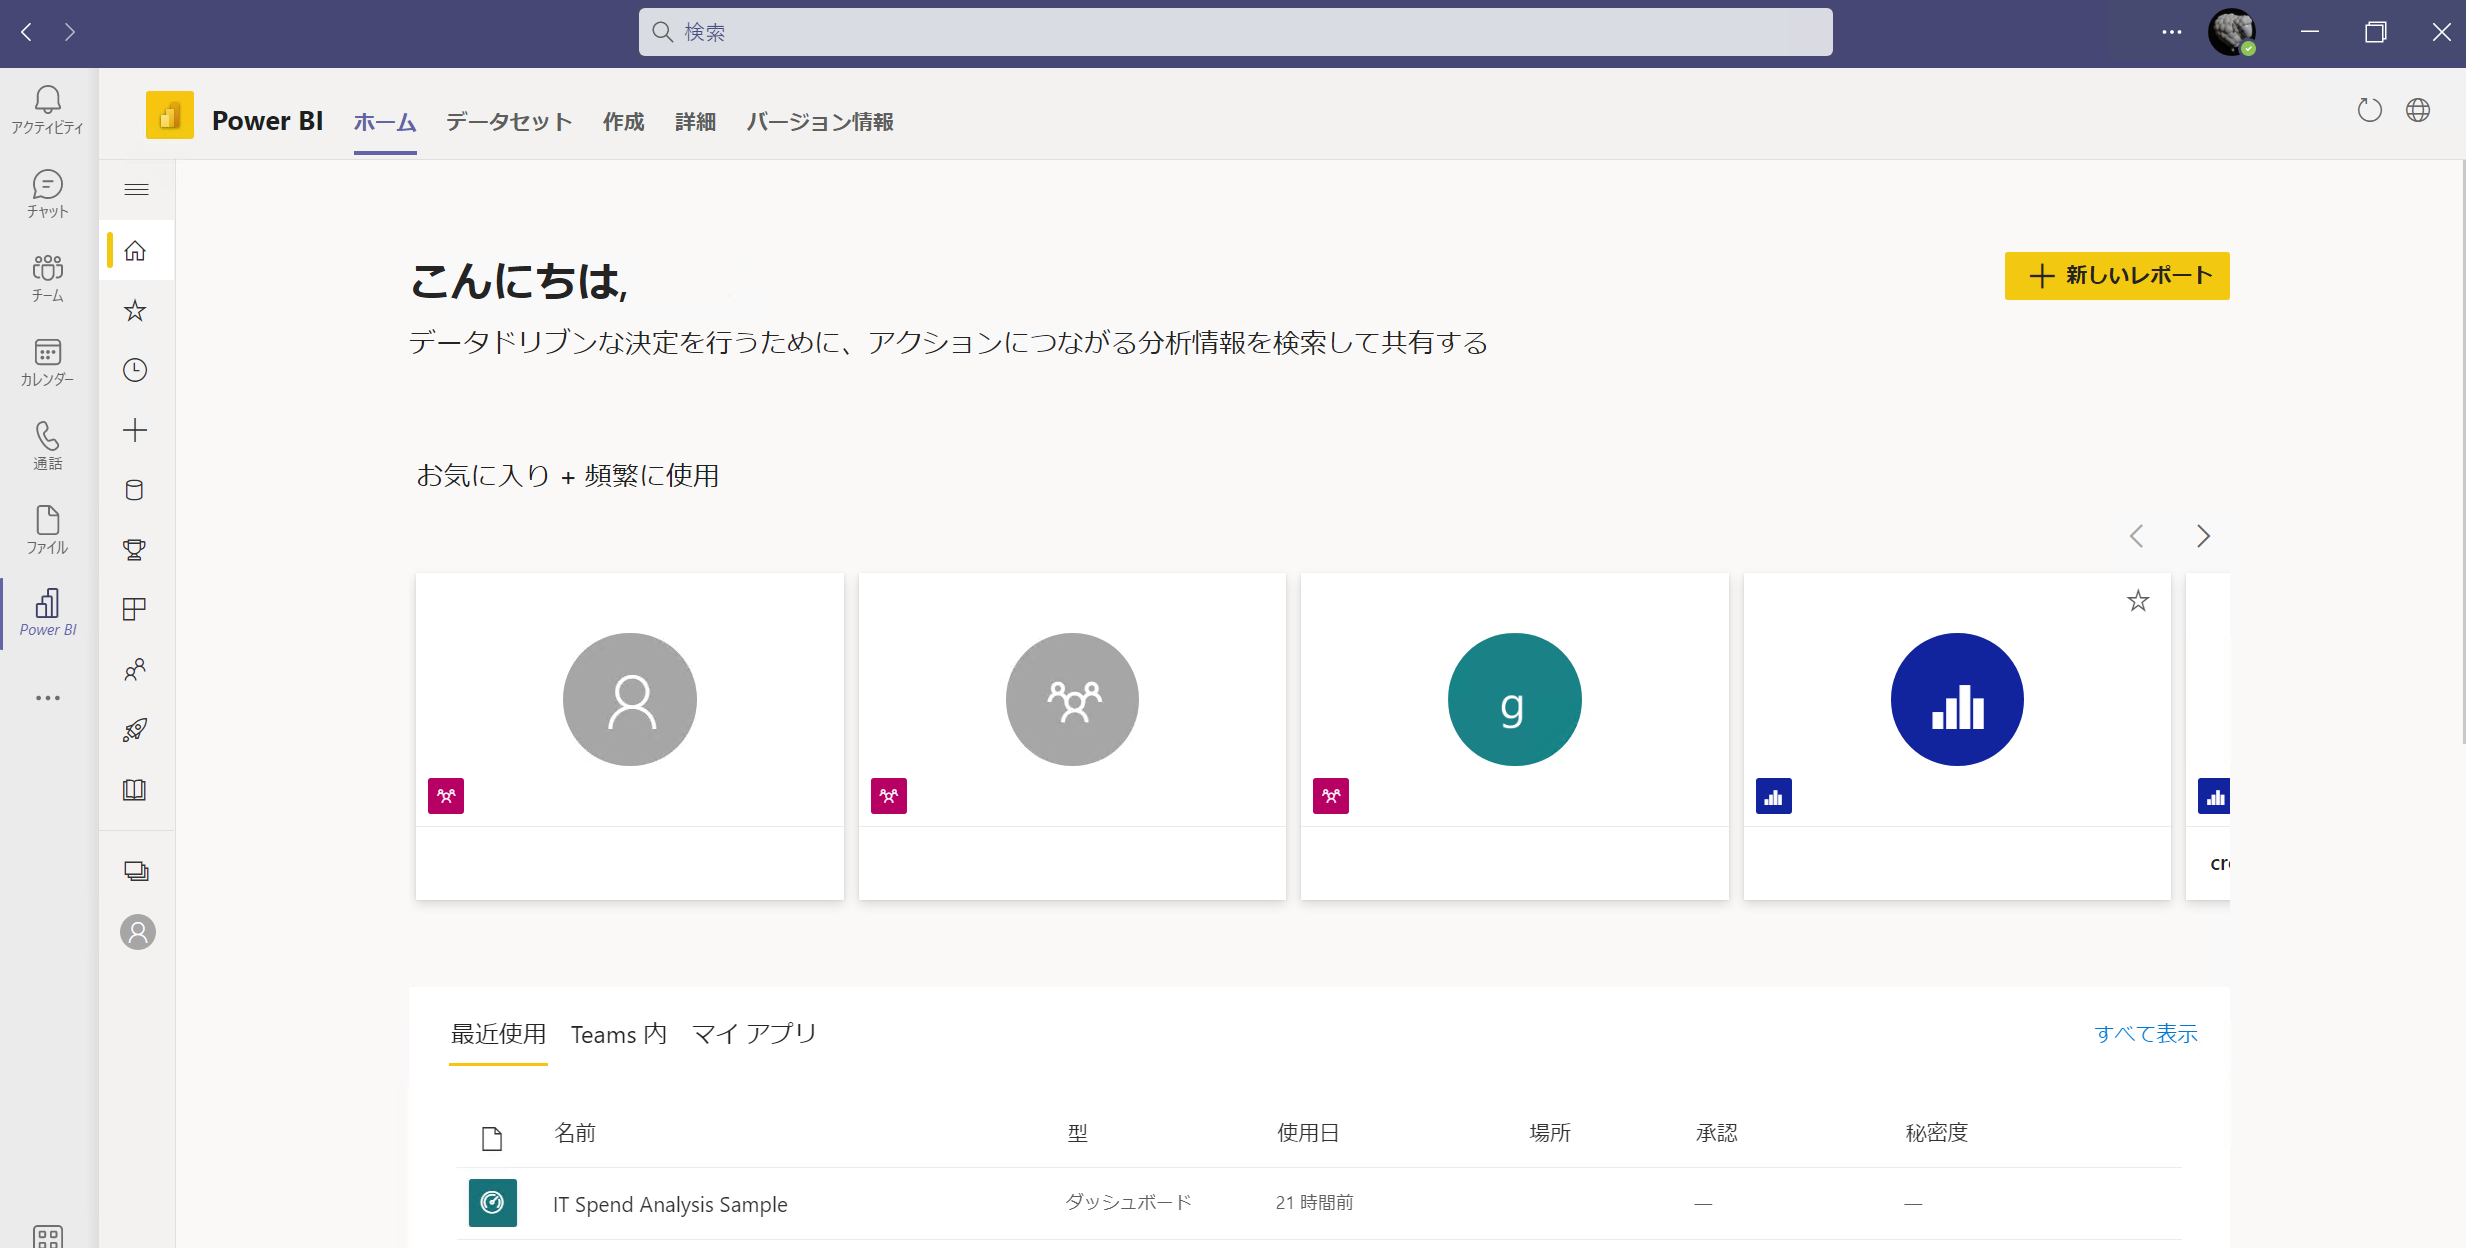 検索
アクティビティ
チャット
チーム
カレンダー
通話
ファイル
Power BI
Power BI ホーム データセット 作成 詳細 バージョン情報
こんにちは,
＋ 新しいレポート
データドリブンな決定を行うために、アクションにつながる分析情報を検索して共有する
お気に入り + 頻繁に使用
g
最近使用 Teams 内 マイ アプリ すべて表示
名前 型 使用日 場所 承認 秘密度
IT Spend Analysis Sample ダッシュボード 21 時間前 — —